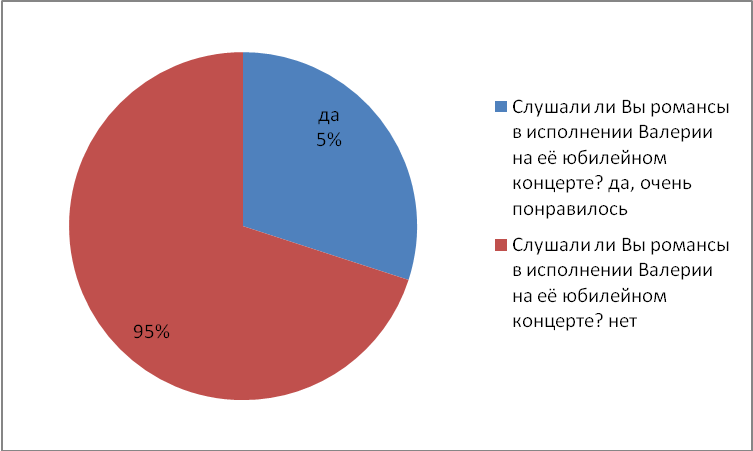 да
5%
95%
Слушали ли Вы романсы
в исполнении Валерии
на её юбилейном
концерте? да, очень
понравилось
Слушали ли Вы романсы
в исполнении Валерии
на её юбилейном
концерте? нет